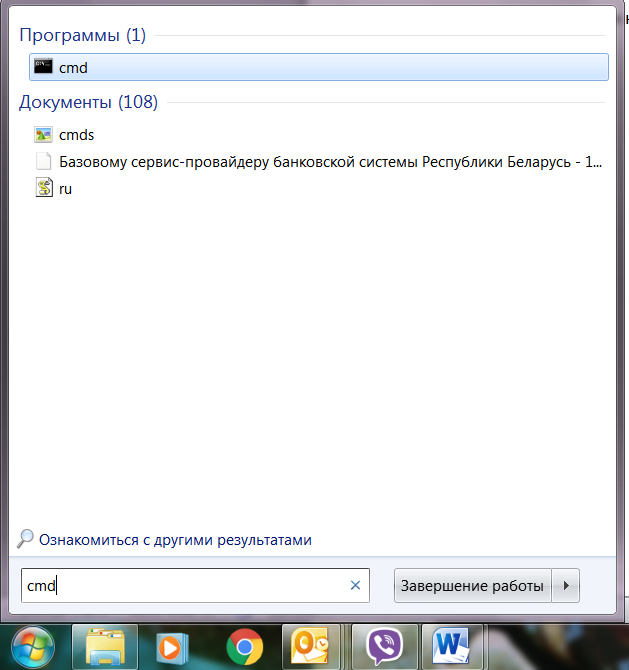 Программы (1)
cmd
Документы (108)
cmds
Базовому сервис-провайдеру банковской системы Республики Беларусь - 1...
ru
Ознакомиться с другими результатами
cmd
Завершение работы